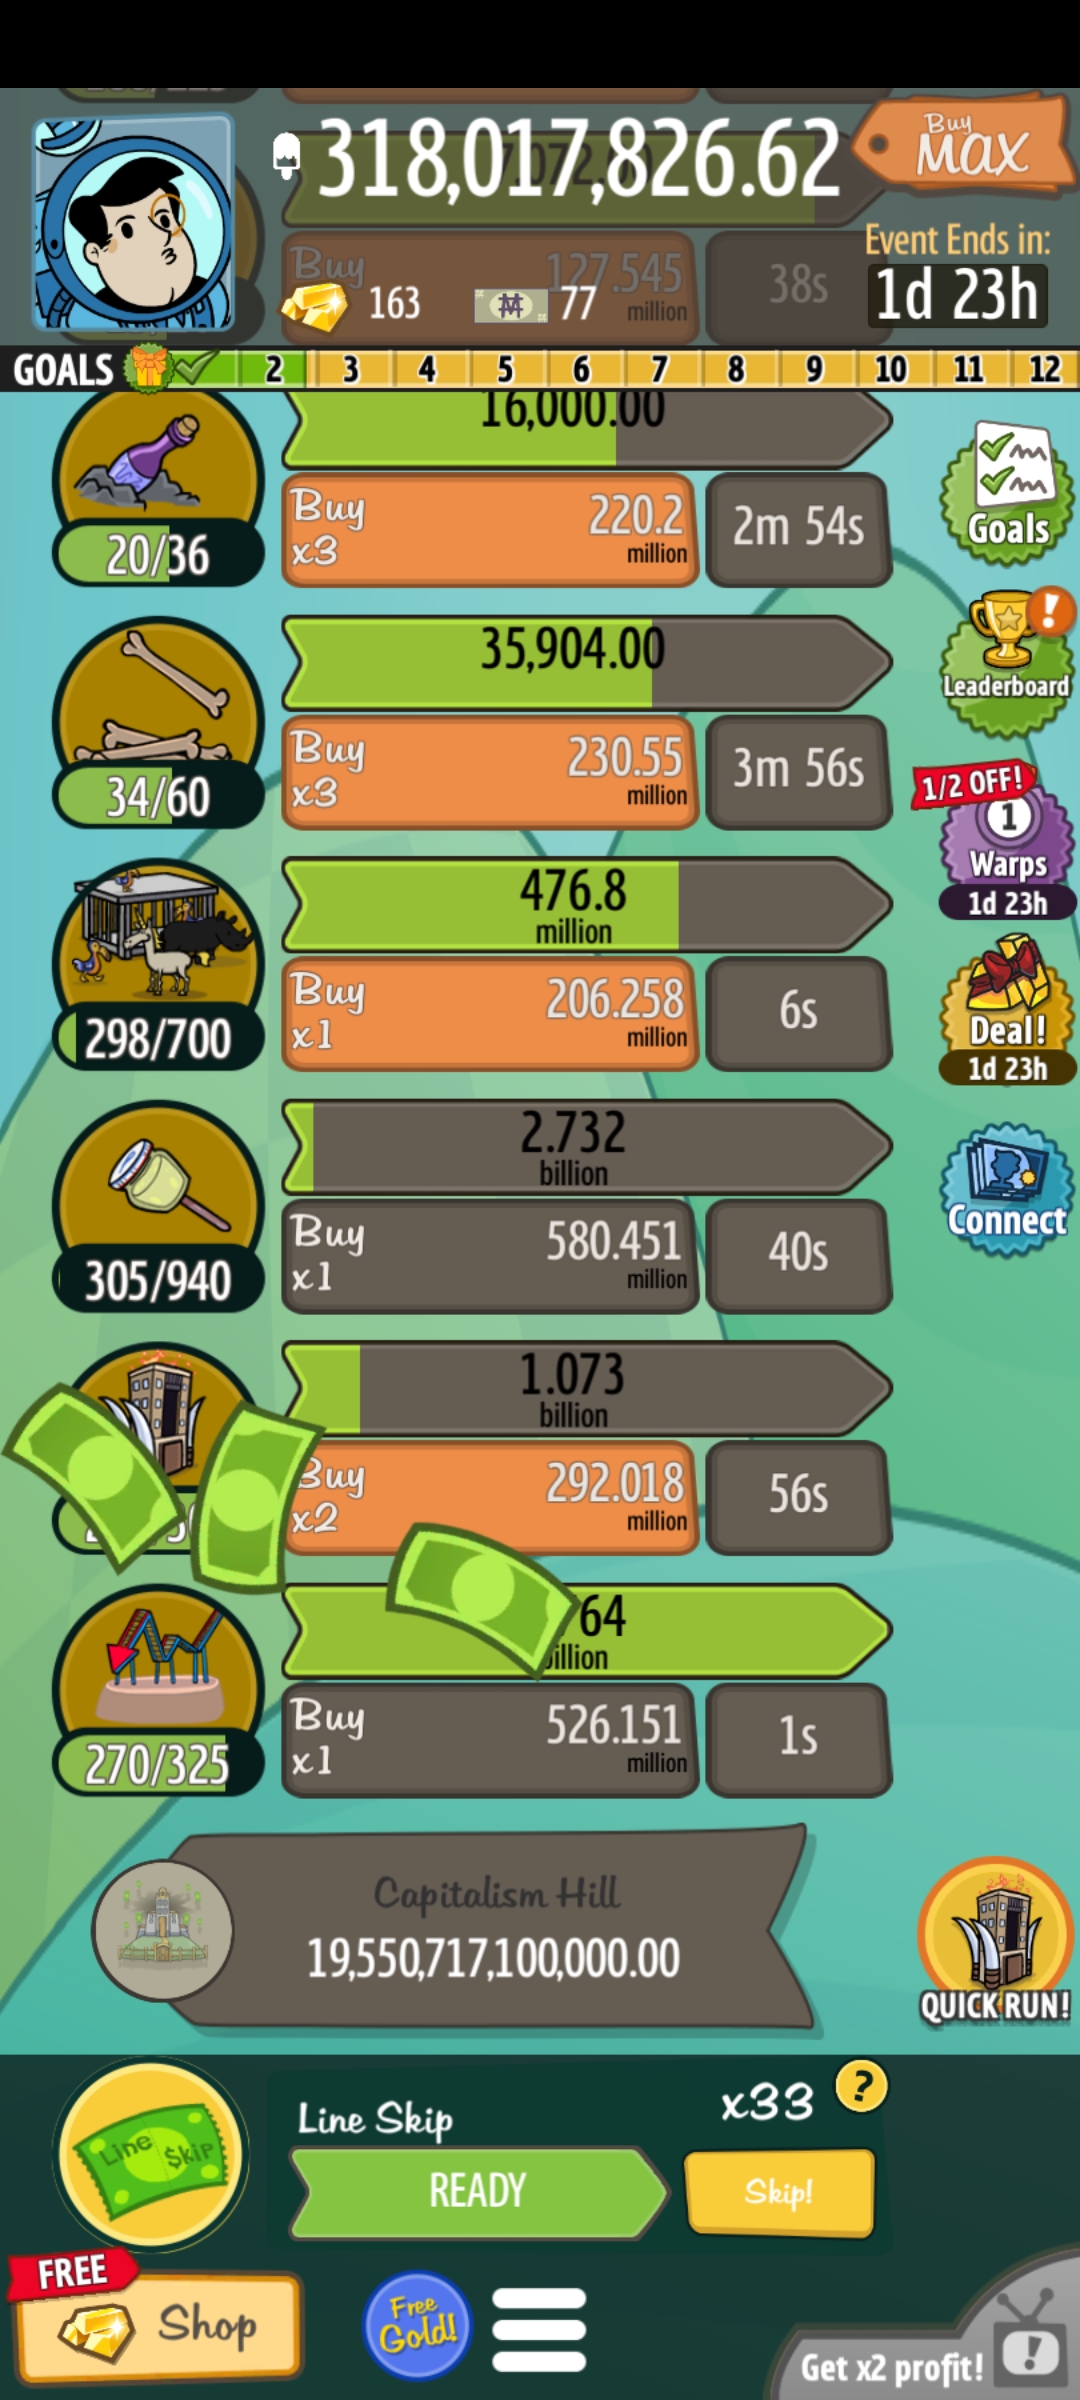 318,017,826.62
Buy
MAX
Buy
127.545
million
38s
163
77
Event Ends in:
1d 23h
GOALS 2 3 4 5 6 7 8 9 10 11 12
16,000.00
20/36
Buy
x3
220.2
million
2m 54s
Goals
35,904.00
34/60
Buy
x3
230.55
million
3m 56s
Leaderboard
1/2 OFF!
1
Warps
1d 23h
476.8
million
298/700
Buy
x1
206.258
million
6s
Deal!
1d 23h
2.732
billion
305/940
Buy
x1
580.451
million
40s
Connect
1.073
billion
Buy
x2
292.018
million
56s
64
270/325
Buy
x1
526.151
million
1s
Capitalism Hill
19,550,717,100,000.00
QUICK RUN!
Line $kip
Line Skip
x33
?
READY
Skip!
FREE
Shop
Free
Gold!
Get x2 profit!